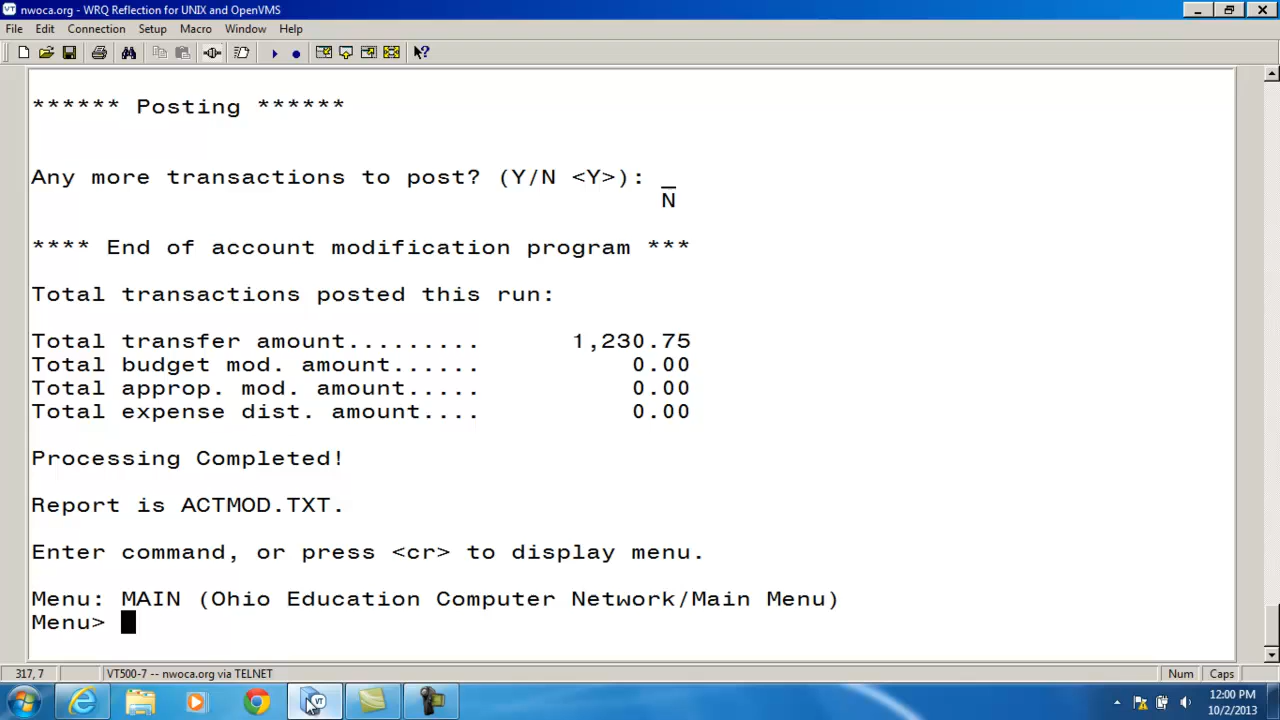 nwoca.org - WRQ Reflection for UNIX and OpenVMS
File Edit Connection Setup Macro Window Help
****** Posting ******
Any more transactions to post? (Y/N <Y>): _
N
**** End of account modification program ***
Total transactions posted this run:
Total transfer amount......... 1,230.75
Total budget mod. amount...... 0.00
Total approp. mod. amount..... 0.00
Total expense dist. amount.... 0.00
Processing Completed!
Report is ACTMOD.TXT.
Enter command, or press <cr> to display menu.
Menu: MAIN (Ohio Education Computer Network/Main Menu)
Menu>
317, 7 VT500-7 -- nwoca.org via TELNET Num Caps
VT
12:00 PM
10/2/2013